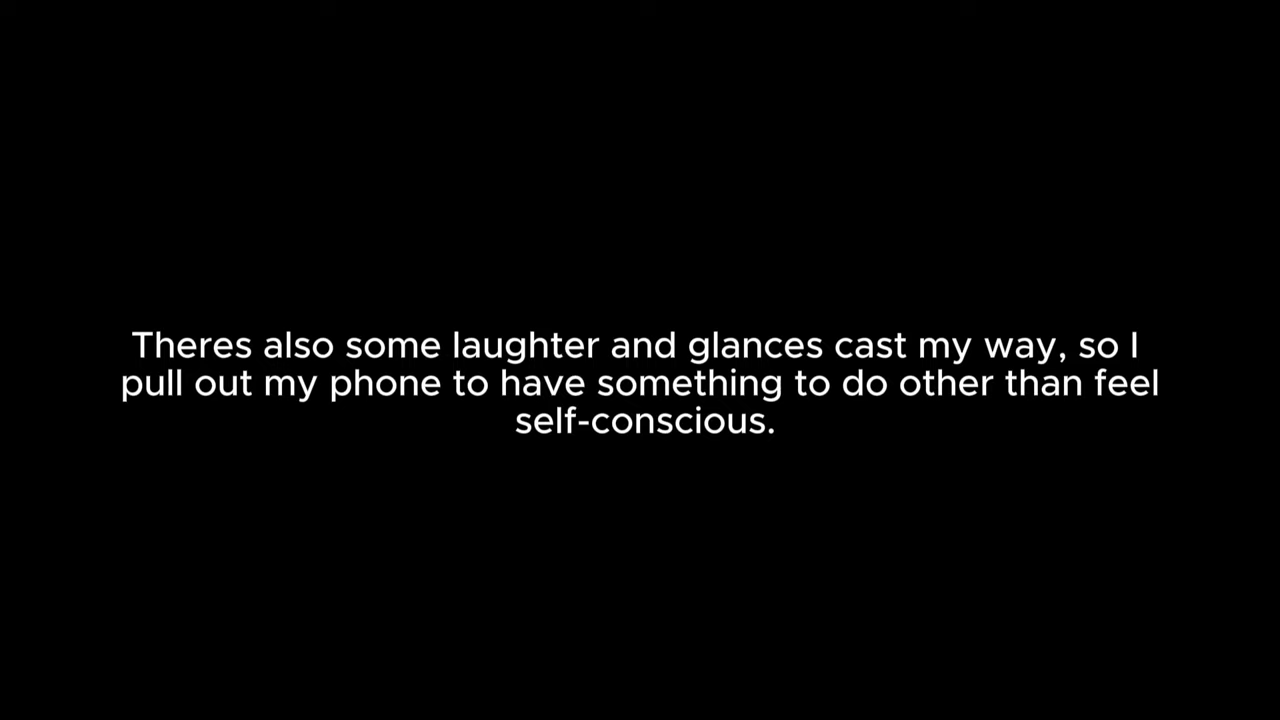 Theres also some laughter and glances cast my way, so I
pull out my phone to have something to do other than feel
self-conscious.